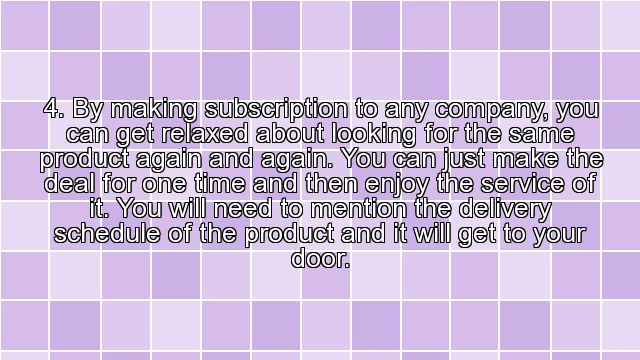 4. By making subscription to any company, you
can get relaxed about looking for the same
product again and again. You can just make the
deal for one time and then enjoy the service of
it. You will need to mention the delivery
schedule of the product and it will get to your
door.